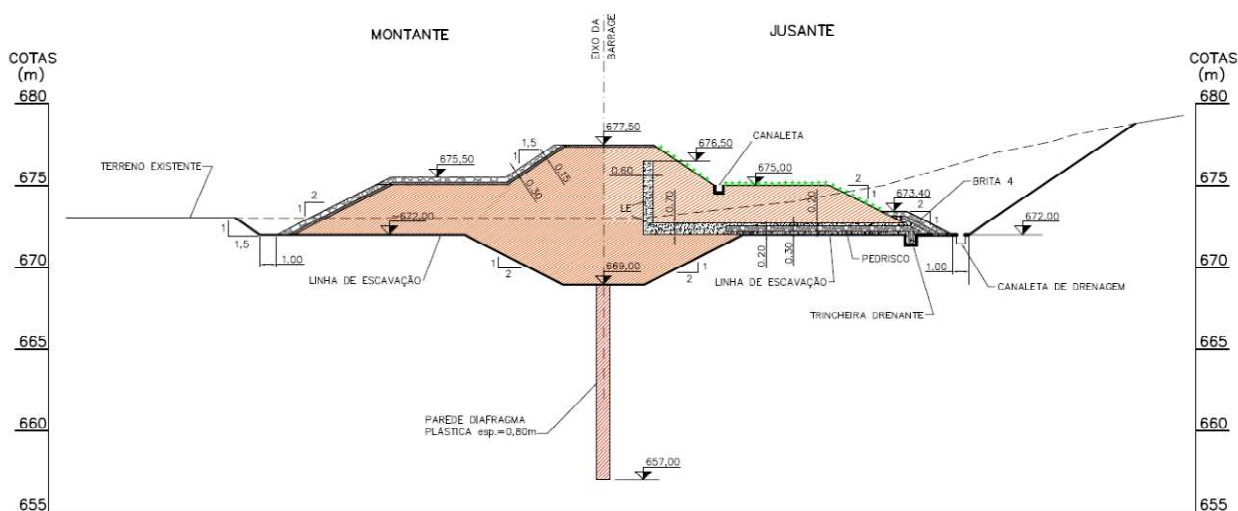 MONTANTE
EIXO DA
BARRAGE
JUSANTE
COTAS
(m)
COTAS
(m)
680
680
677,50
676,50
CANALETA
1,5
1
0,15
0.30
675,50
TERRENO EXISTENTE
0.60
675,00
2
1
673.40
BRITA 4
675
675
2
1
LE
0.70
0.20
2
1
672,00
672,00
1
1,5
1.00
1
2
669,00
2
1
0.20
0.30
PEDRISCO
1.00
670
670
LINHA DE ESCAVAÇÃO
LINHA DE ESCAVAÇÃO
CANALETA DE DRENAGEM
TRINCHEIRA DRENANTE
665
665
PAREDE DIAFRAGMA
PLÁSTICA esp.=0,80m
660
660
657,00
655
655